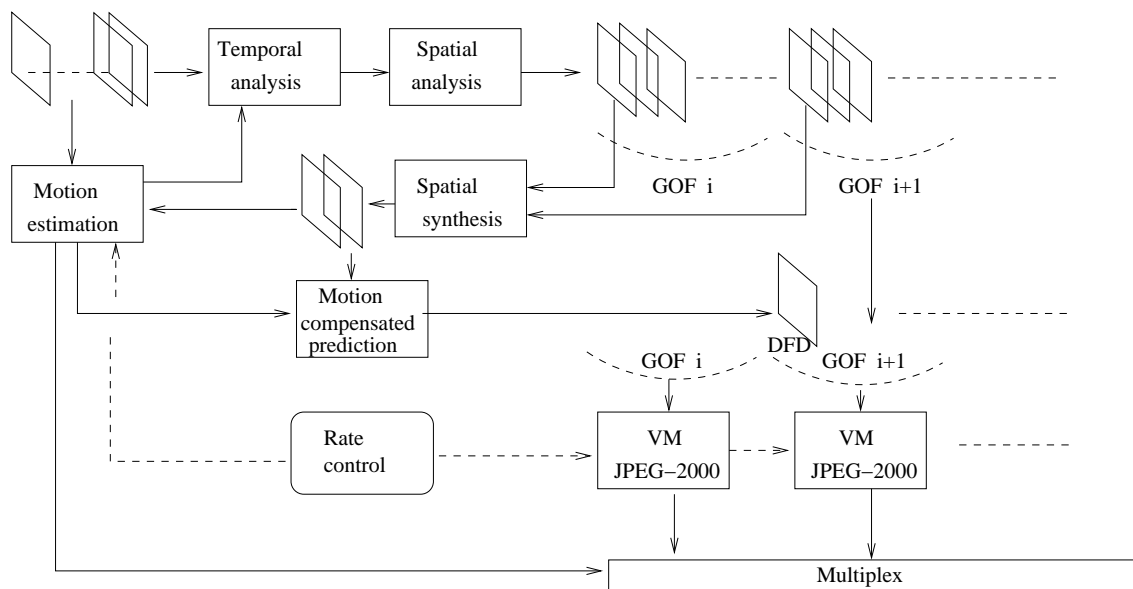 Temporal
analysis
Spatial
analysis
Motion
estimation
Spatial
synthesis
GOF i
GOF i+1
Motion
compensated
prediction
DFD
GOF i
GOF i+1
Rate
control
VM
JPEG−2000
VM
JPEG−2000
Multiplex